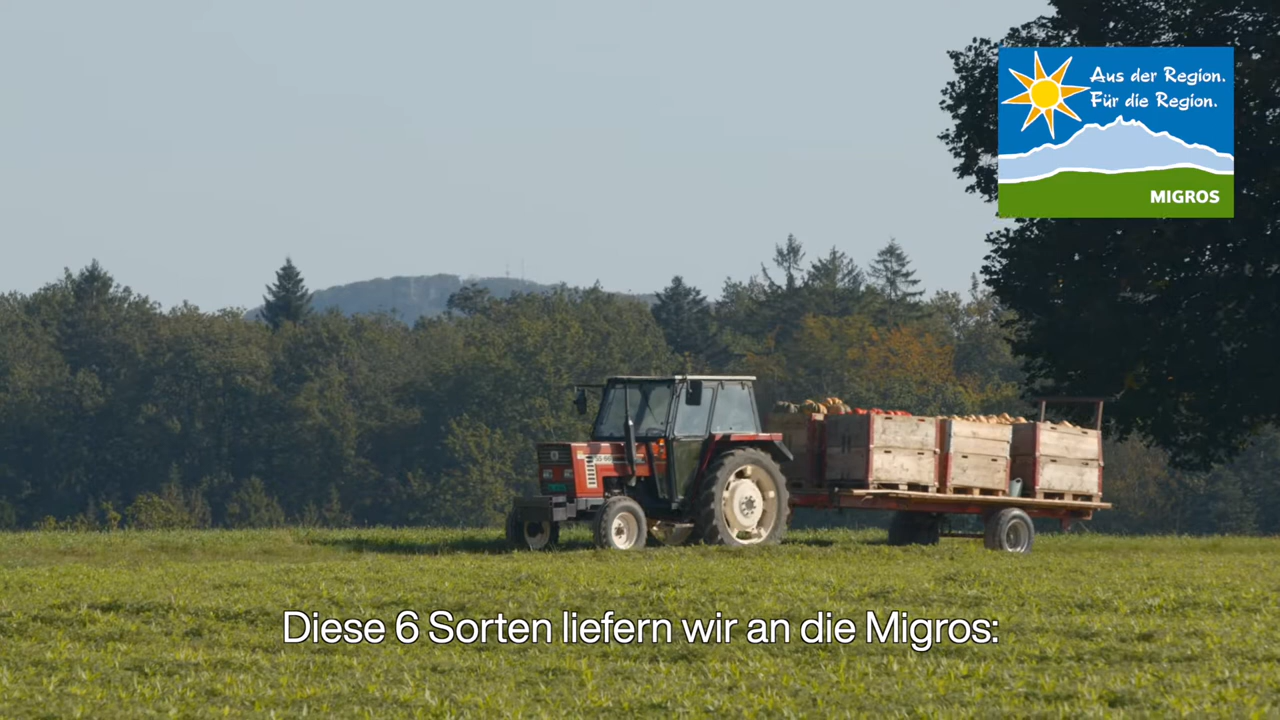 Aus der Region.
Für die Region.
MIGROS
Diese 6 Sorten liefern wir an die Migros: